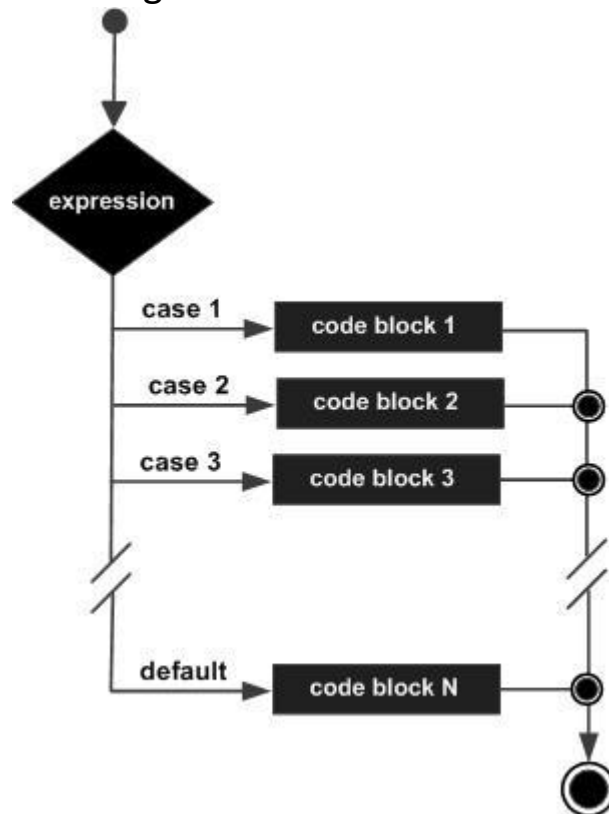 expression
case 1
code block 1
case 2
code block 2
case 3
code block 3
default
code block N